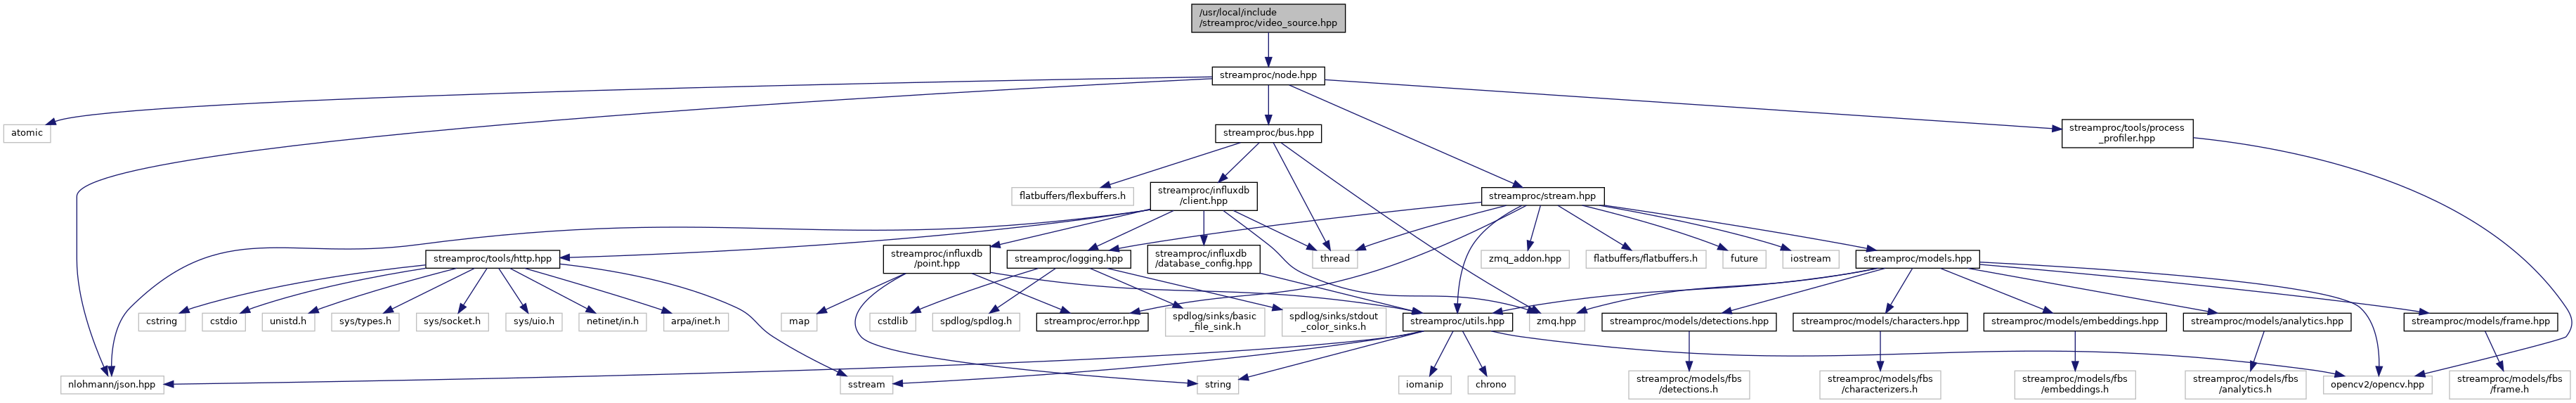 /usr/local/include
/streamproc/video_source.hpp
streamproc/node.hpp
atomic
streamproc/bus.hpp
streamproc/tools/process
_profiler.hpp
flatbuffers/flexbuffers.h
streamproc/influxdb
/client.hpp
streamproc/stream.hpp
streamproc/tools/http.hpp
streamproc/influxdb
/point.hpp
streamproc/logging.hpp
streamproc/influxdb
/database_config.hpp
thread
zmq_addon.hpp
flatbuffers/flatbuffers.h
future
iostream
streamproc/models.hpp
cstring
cstdio
unistd.h
sys/types.h
sys/socket.h
sys/uio.h
netinet/in.h
arpa/inet.h
map
cstdlib
spdlog/spdlog.h
streamproc/error.hpp
spdlog/sinks/basic
_file_sink.h
spdlog/sinks/stdout
_color_sinks.h
streamproc/utils.hpp
zmq.hpp
streamproc/models/detections.hpp
streamproc/models/characters.hpp
streamproc/models/embeddings.hpp
streamproc/models/analytics.hpp
streamproc/models/frame.hpp
nlohmann/json.hpp
sstream
string
iomanip
chrono
streamproc/models/fbs
/detections.h
streamproc/models/fbs
/characterizers.h
streamproc/models/fbs
/embeddings.h
streamproc/models/fbs
/analytics.h
opencv2/opencv.hpp
streamproc/models/fbs
/frame.h